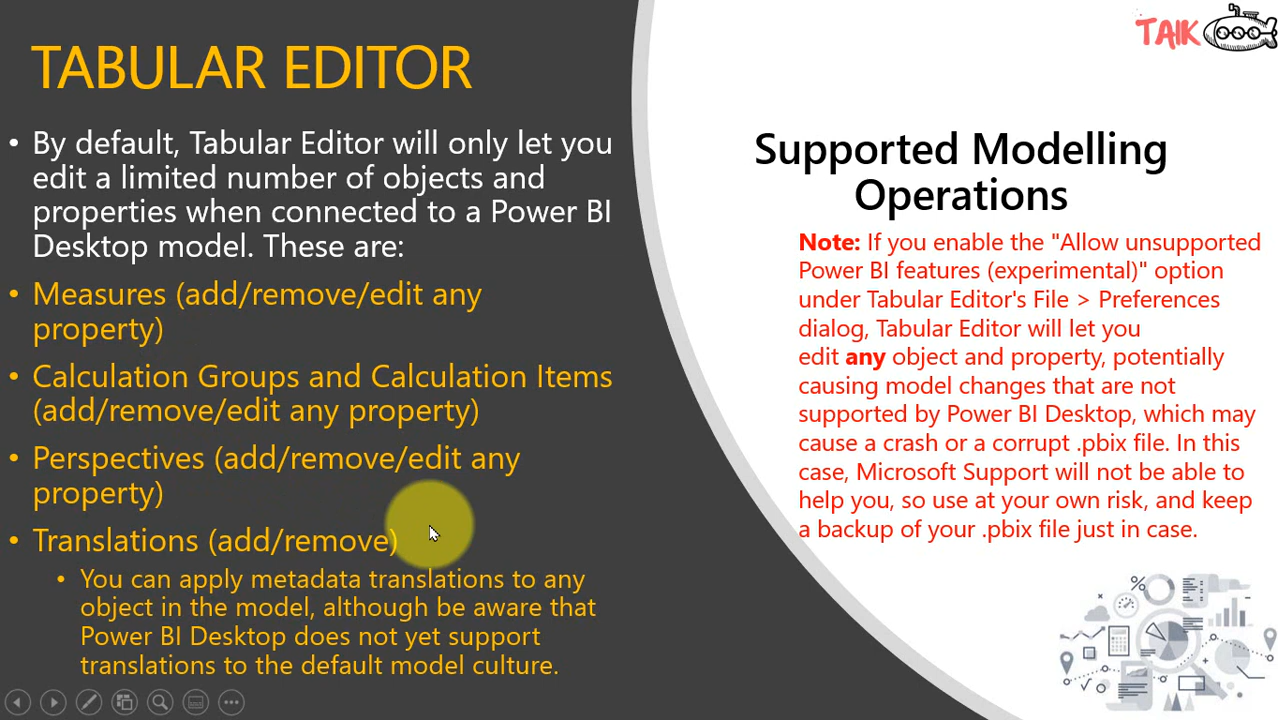 TABULAR EDITOR
• By default, Tabular Editor will only let you
edit a limited number of objects and
properties when connected to a Power BI
Desktop model. These are:
• Measures (add/remove/edit any
property)
• Calculation Groups and Calculation Items
(add/remove/edit any property)
• Perspectives (add/remove/edit any
property)
• Translations (add/remove)
• You can apply metadata translations to any
object in the model, although be aware that
Power BI Desktop does not yet support
translations to the default model culture.
TAIK
Supported Modelling
Operations
Note: If you enable the "Allow unsupported
Power BI features (experimental)" option
under Tabular Editor's File > Preferences
dialog, Tabular Editor will let you
edit any object and property, potentially
causing model changes that are not
supported by Power BI Desktop, which may
cause a crash or a corrupt .pbix file. In this
case, Microsoft Support will not be able to
help you, so use at your own risk, and keep
a backup of your .pbix file just in case.